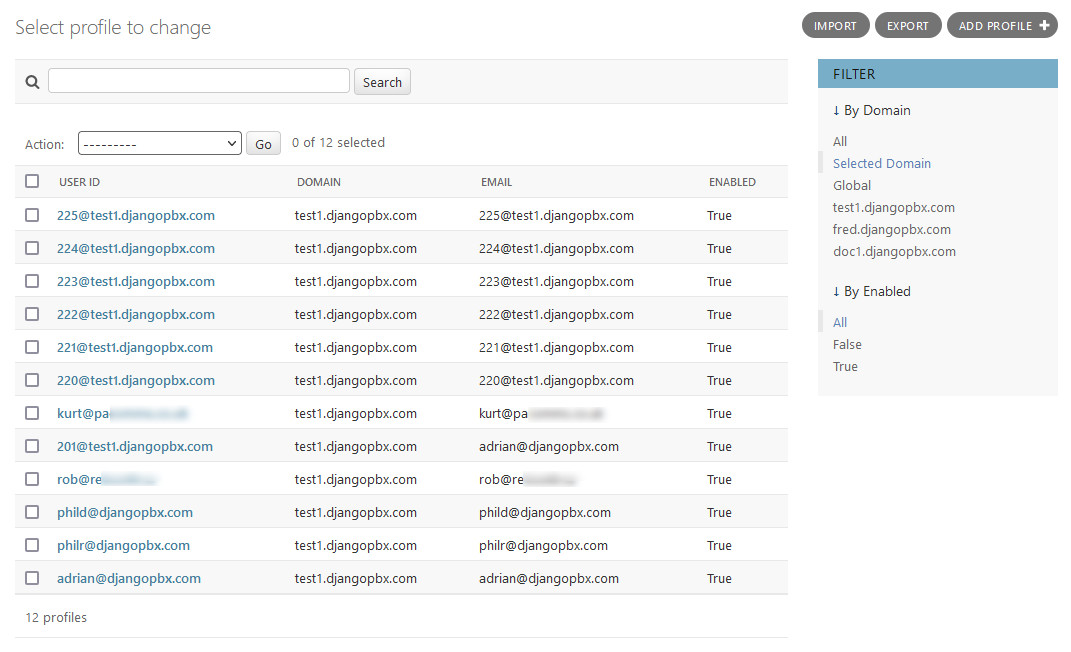 Select profile to change
IMPORT EXPORT ADD PROFILE +
Search
Action: --------- Go 0 of 12 selected
USER ID DOMAIN EMAIL ENABLED
225@test1.djangopbx.com test1.djangopbx.com 225@test1.djangopbx.com True
224@test1.djangopbx.com test1.djangopbx.com 224@test1.djangopbx.com True
223@test1.djangopbx.com test1.djangopbx.com 223@test1.djangopbx.com True
222@test1.djangopbx.com test1.djangopbx.com 222@test1.djangopbx.com True
221@test1.djangopbx.com test1.djangopbx.com 221@test1.djangopbx.com True
220@test1.djangopbx.com test1.djangopbx.com 220@test1.djangopbx.com True
kurt@pa test1.djangopbx.com kurt@pa True
201@test1.djangopbx.com test1.djangopbx.com adrian@djangopbx.com True
rob@re test1.djangopbx.com rob@re True
phild@djangopbx.com test1.djangopbx.com phild@djangopbx.com True
philr@djangopbx.com test1.djangopbx.com philr@djangopbx.com True
adrian@djangopbx.com test1.djangopbx.com adrian@djangopbx.com True
12 profiles
FILTER
↓ By Domain
All
Selected Domain
Global
test1.djangopbx.com
fred.djangopbx.com
doc1.djangopbx.com
↓ By Enabled
All
False
True